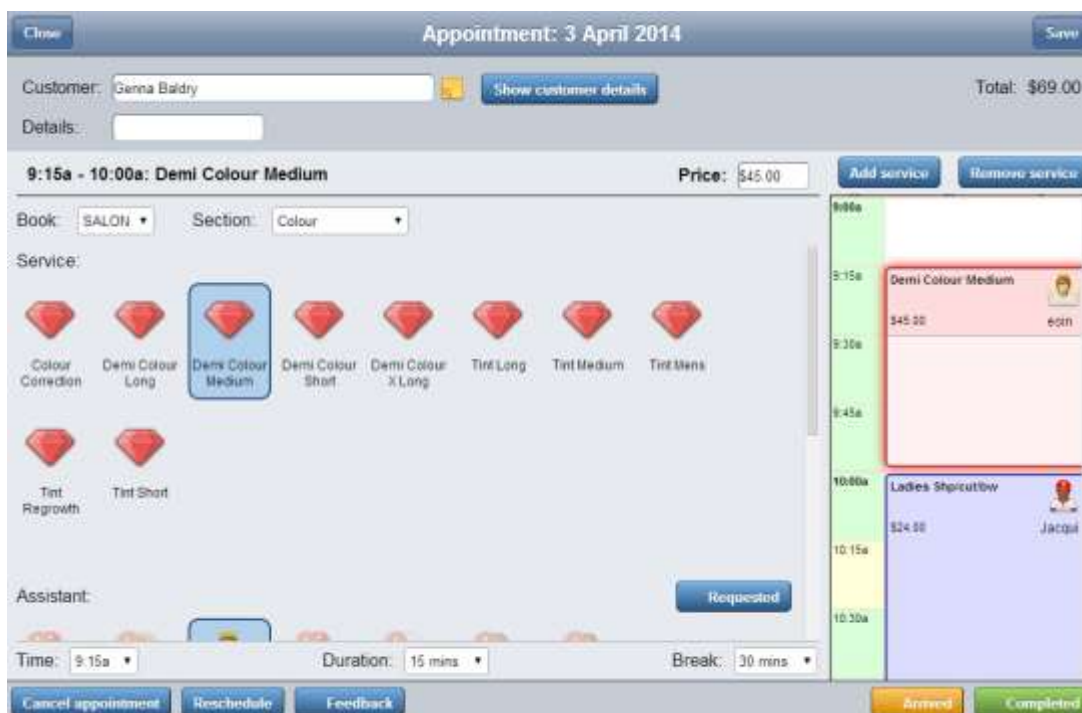 Close Appointment: 3 April 2014 Save
Customer: Genna Baldry Show customer details Total: $69.00
Details:
9:15a - 10:00a: Demi Colour Medium Price: $45.00 Add service Remove service
Book: SALON Section: Colour
Service:
Colour Correction
Demi Colour Long
Demi Colour Medium
Demi Colour Short
Demi Colour X Long
Tint Long
Tint Medium
Tint Mens
Tint Regrowth
Tint Short
Assistant: Requested
Time: 9:15a Duration: 15 mins Break: 30 mins
Cancel appointment Reschedule Feedback Arrived Completed
9:00a
9:15a Demi Colour Medium
$45.00 eoin
9:30a
9:45a
10:00a Ladies Shp/cut/bw
$24.00 Jacqui
10:15a
10:30a